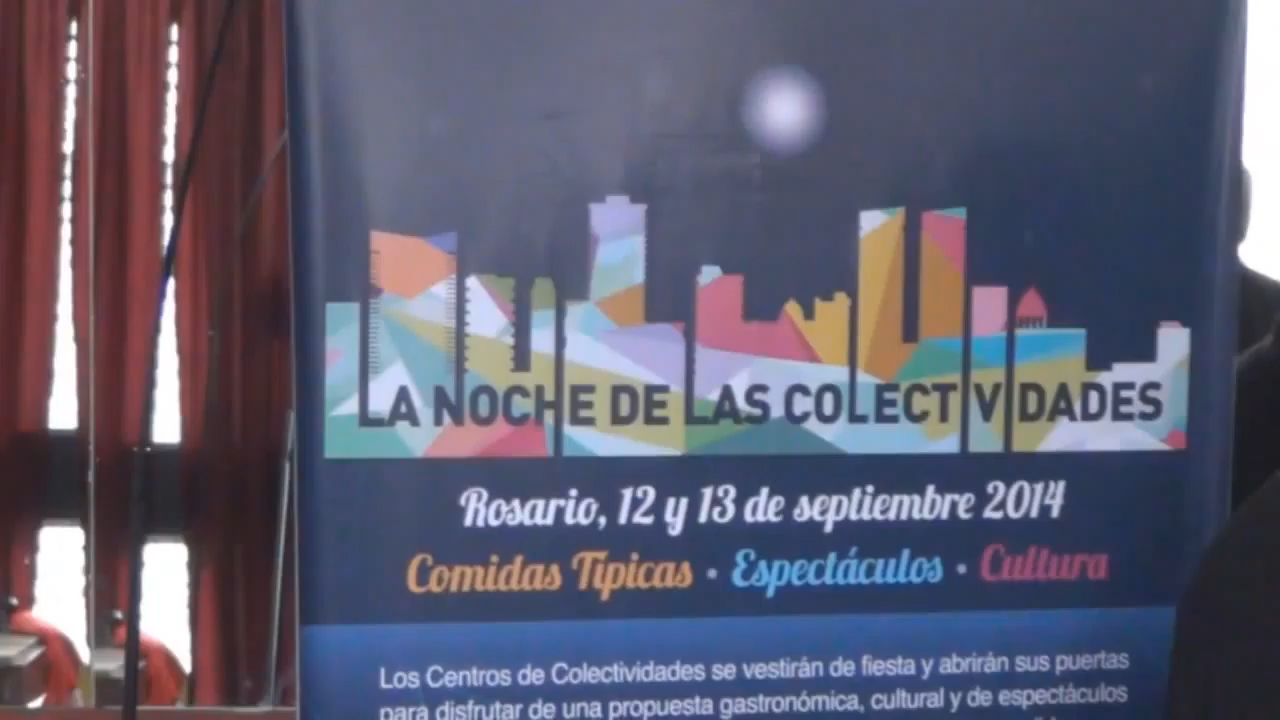 LA NOCHE DE LAS COLECTIVIDADES
Rosario, 12 y 13 de septiembre 2014
Comidas Típicas · Espectáculos · Cultura
Los Centros de Colectividades se vestirán de fiesta y abrirán sus puertas
para disfrutar de una propuesta gastronómica, cultural y de espectáculos